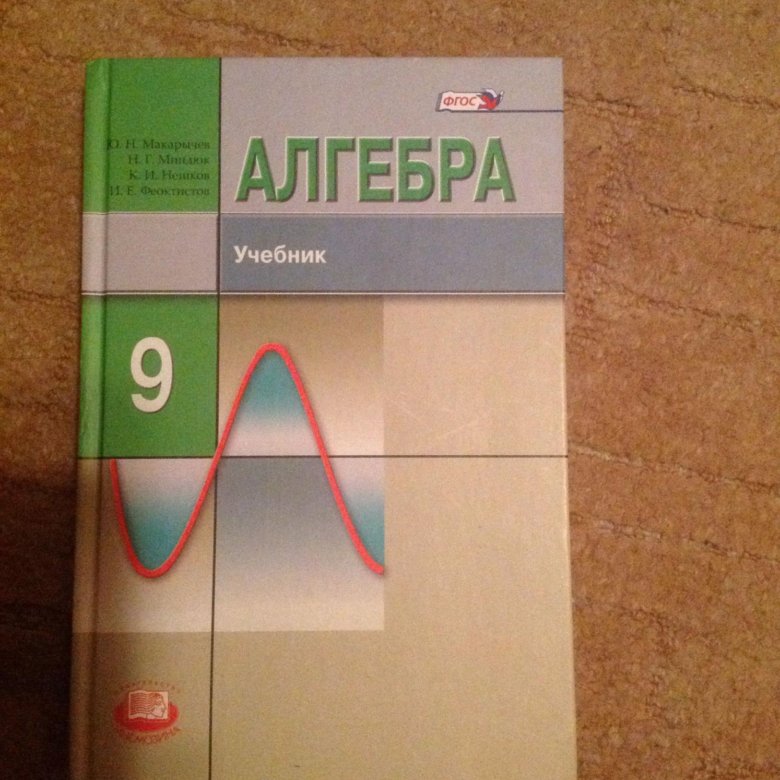 ФГОС
Ю. Н. Макарычев
Н. Г. Миндюк
К. И. Нешков
И. Е. Феоктистов
АЛГЕБРА
Учебник
9